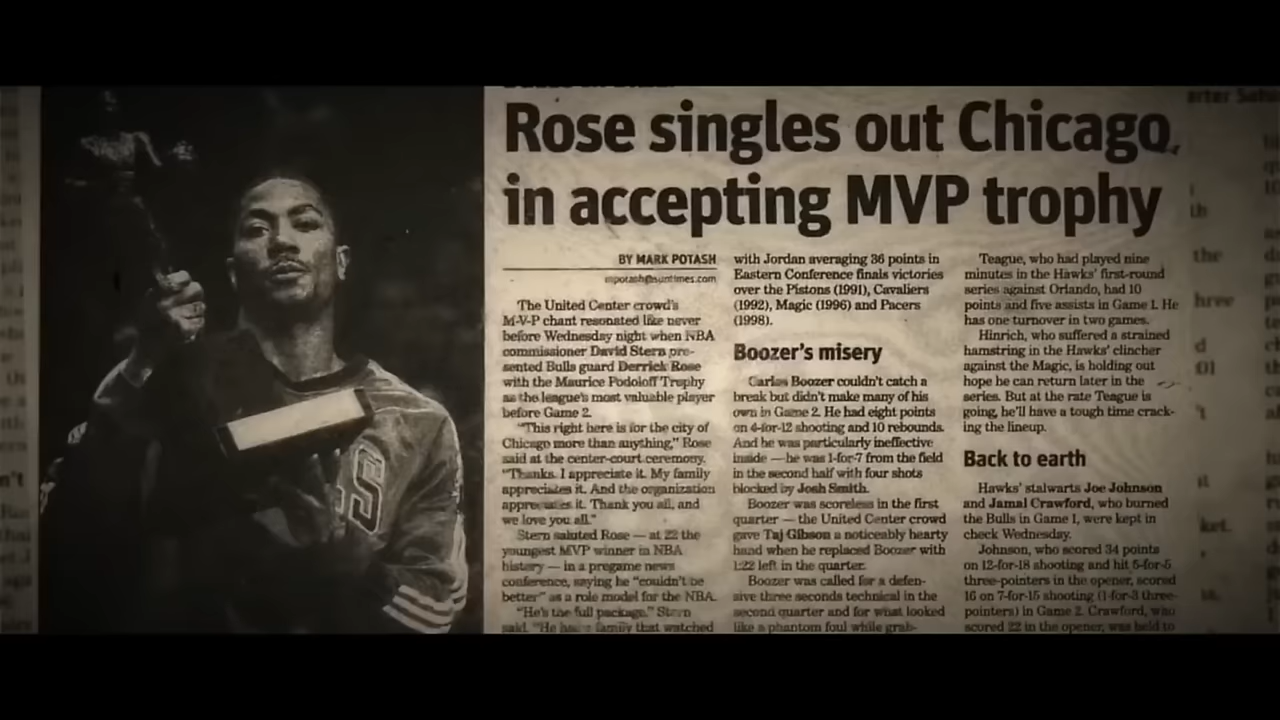 Rose singles out Chicago,
in accepting MVP trophy
BY MARK POTASH
mpotash@suntimes.com
The United Center crowd's
M-V-P chant resonated like never
before Wednesday night when NBA
commissioner David Stern pre-
sented Bulls guard Derrick Rose
with the Maurice Podoloff Trophy
as the league's most valuable player
before Game 2.
"This right here is for the city of
Chicago more than anything," Rose
said at the center-court ceremony.
"Thanks. I appreciate it. My family
appreciates it. And the organization
appreciates it. Thank you all, and
we love you all."
Stern saluted Rose — at 22 the
youngest MVP winner in NBA
history — in a pregame news
conference, saying he "couldn't be
better" as a role model for the NBA.
"He's the full package," Stern
said. "He has a family that watched
with Jordan averaging 36 points in
Eastern Conference finals victories
over the Pistons (1991), Cavaliers
(1992), Magic (1996) and Pacers
(1998).
Boozer's misery
Carlos Boozer couldn't catch a
break but didn't make many of his
own in Game 2. He had eight points
on 4-for-12 shooting and 10 rebounds.
And he was particularly ineffective
inside — he was 1-for-7 from the field
in the second half with four shots
blocked by Josh Smith.
Boozer was scoreless in the first
quarter — the United Center crowd
gave Taj Gibson a noticeably hearty
hand when he replaced Boozer with
1:22 left in the quarter.
Boozer was called for a defen-
sive three seconds technical in the
second quarter and for what looked
like a phantom foul while grab-
Teague, who had played nine
minutes in the Hawks' first-round
series against Orlando, had 10
points and five assists in Game 1. He
has one turnover in two games.
Hinrich, who suffered a strained
hamstring in the Hawks' clincher
against the Magic, is holding out
hope he can return later in the
series. But at the rate Teague is
going, he'll have a tough time crack-
ing the lineup.
Back to earth
Hawks' stalwarts Joe Johnson
and Jamal Crawford, who burned
the Bulls in Game 1, were kept in
check Wednesday.
Johnson, who scored 34 points
on 12-for-18 shooting and hit 5-for-5
three-pointers in the opener, scored
16 on 7-for-15 shooting (1-for-3 three-
pointers) in Game 2. Crawford, who
scored 22 in the opener, was held to